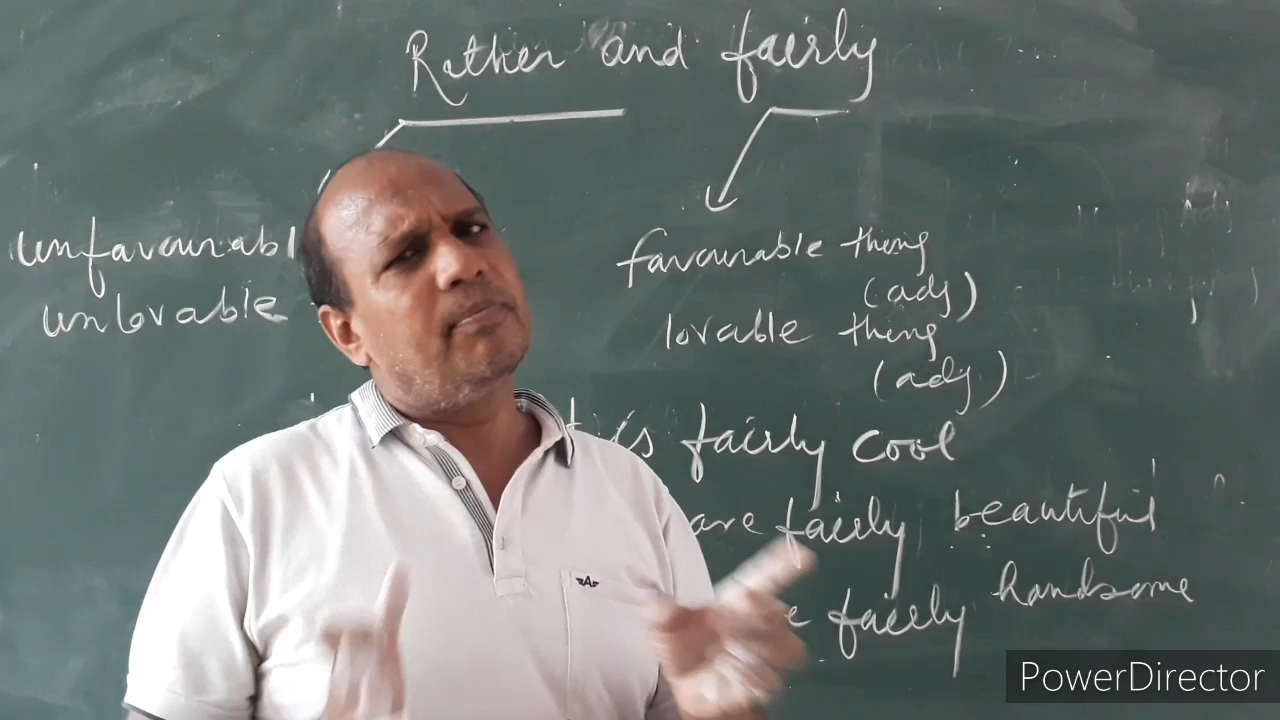 Rather and fairly
unfavourabl
unlovable
favourable thing
(adj)
lovable thing
(adj)
t is fairly cool
are fairly beautiful
e fairly handsome
A
PowerDirector